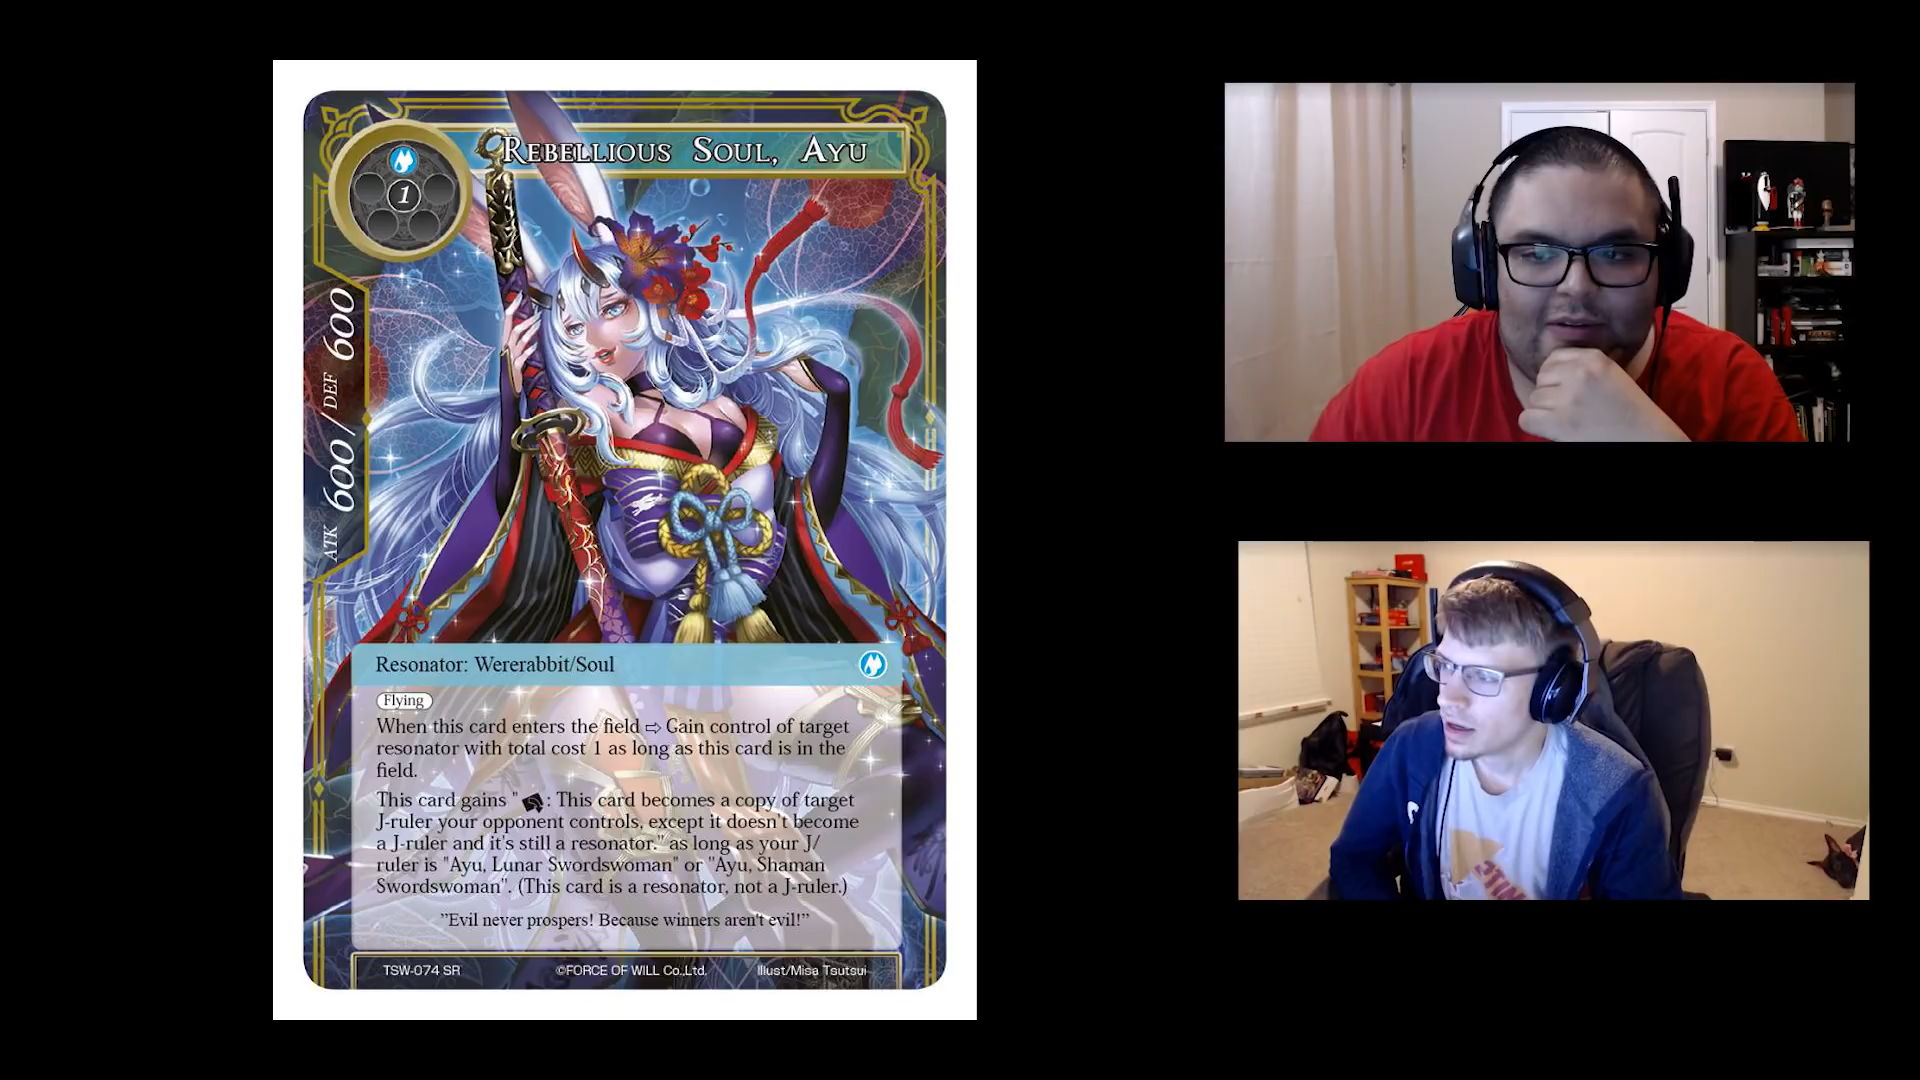 REBELLIOUS SOUL, AYU
1
ATK 600 / DEF 600
Resonator: Wererabbit/Soul
Flying
When this card enters the field ⇨ Gain control of target
resonator with total cost 1 as long as this card is in the
field.
This card gains " : This card becomes a copy of target
J-ruler your opponent controls, except it doesn't become
a J-ruler and it's still a resonator." as long as your J/
ruler is "Ayu, Lunar Swordswoman" or "Ayu, Shaman
Swordswoman". (This card is a resonator, not a J-ruler.)
"Evil never prospers! Because winners aren't evil!"
TSW-074 SR ©FORCE OF WILL Co.,Ltd. Illust/Misa Tsutsui